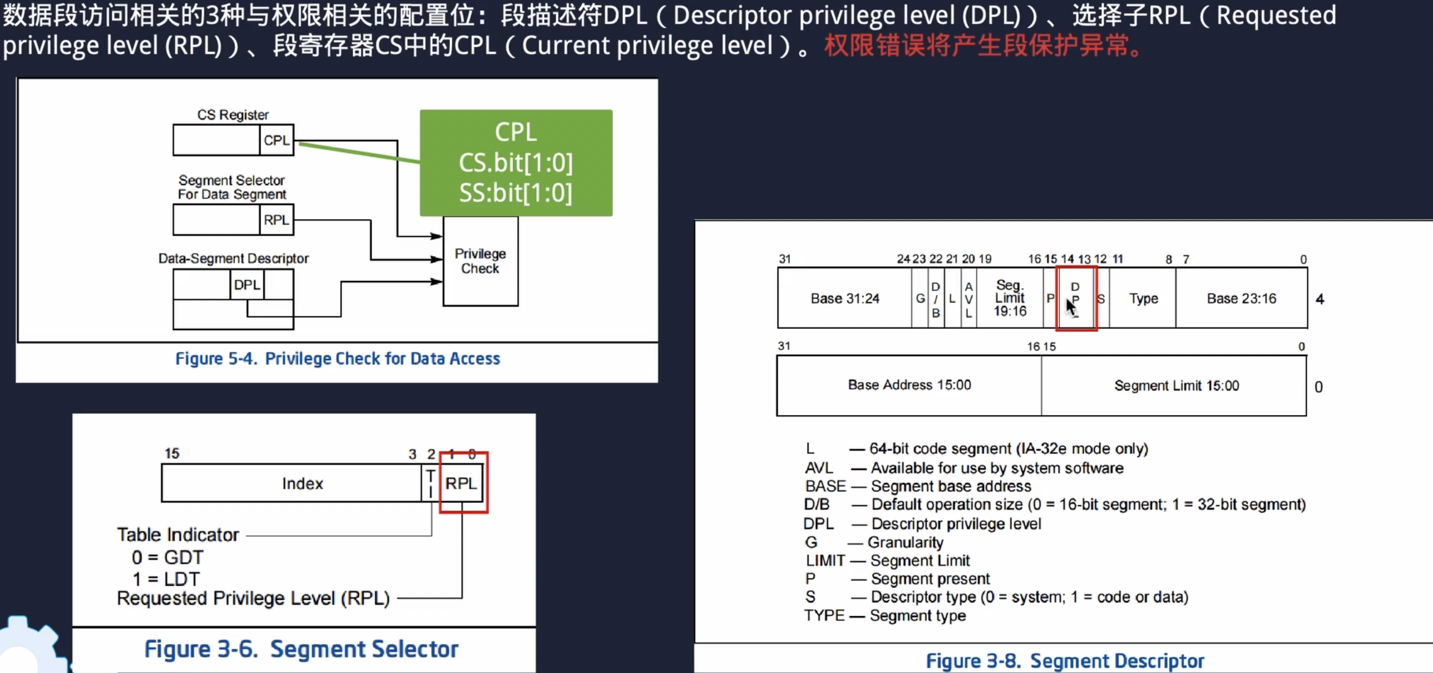 数据段访问相关的3种与权限相关的配置位：段描述符DPL（Descriptor privilege level (DPL)）、选择子RPL（Requested
privilege level (RPL)）、段寄存器CS中的CPL（Current privilege level）。权限错误将产生段保护异常。
CS Register
CPL
CPL
CS.bit[1:0]
SS:bit[1:0]
Segment Selector
For Data Segment
RPL
Data-Segment Descriptor
DPL
Privilege
Check
Figure 5-4. Privilege Check for Data Access
15 3 2 1 0
Index T I RPL
Table Indicator
0 = GDT
1 = LDT
Requested Privilege Level (RPL)
Figure 3-6. Segment Selector
31 24 23 22 21 20 19 16 15 14 13 12 11 8 7 0
Base 31:24 G D / B L A V L Seg. Limit 19:16 P D P L S Type Base 23:16 4
31 16 15 0
Base Address 15:00 Segment Limit 15:00 0
L — 64-bit code segment (IA-32e mode only)
AVL — Available for use by system software
BASE — Segment base address
D/B — Default operation size (0 = 16-bit segment; 1 = 32-bit segment)
DPL — Descriptor privilege level
G — Granularity
LIMIT — Segment Limit
P — Segment present
S — Descriptor type (0 = system; 1 = code or data)
TYPE — Segment type
Figure 3-8. Segment Descriptor